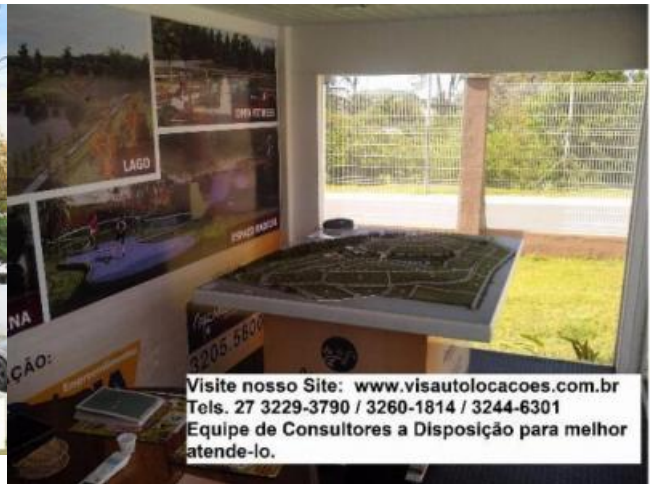 LAGO
OPEN FITNESS
ESPAÇO RADICAL
NA
ÇÃO:
3205.5800
Visite nosso Site: www.visautolocacoes.com.br
Tels. 27 3229-3790 / 3260-1814 / 3244-6301
Equipe de Consultores a Disposição para melhor
atende-lo.